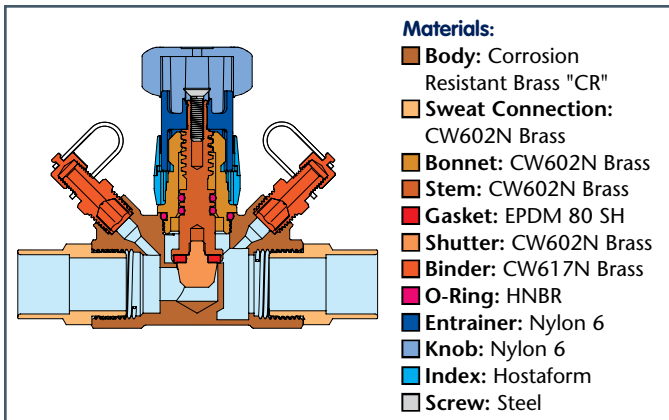 Materials:
Body: Corrosion
Resistant Brass "CR"
Sweat Connection:
CW602N Brass
Bonnet: CW602N Brass
Stem: CW602N Brass
Gasket: EPDM 80 SH
Shutter: CW602N Brass
Binder: CW617N Brass
O-Ring: HNBR
Entrainer: Nylon 6
Knob: Nylon 6
Index: Hostaform
Screw: Steel